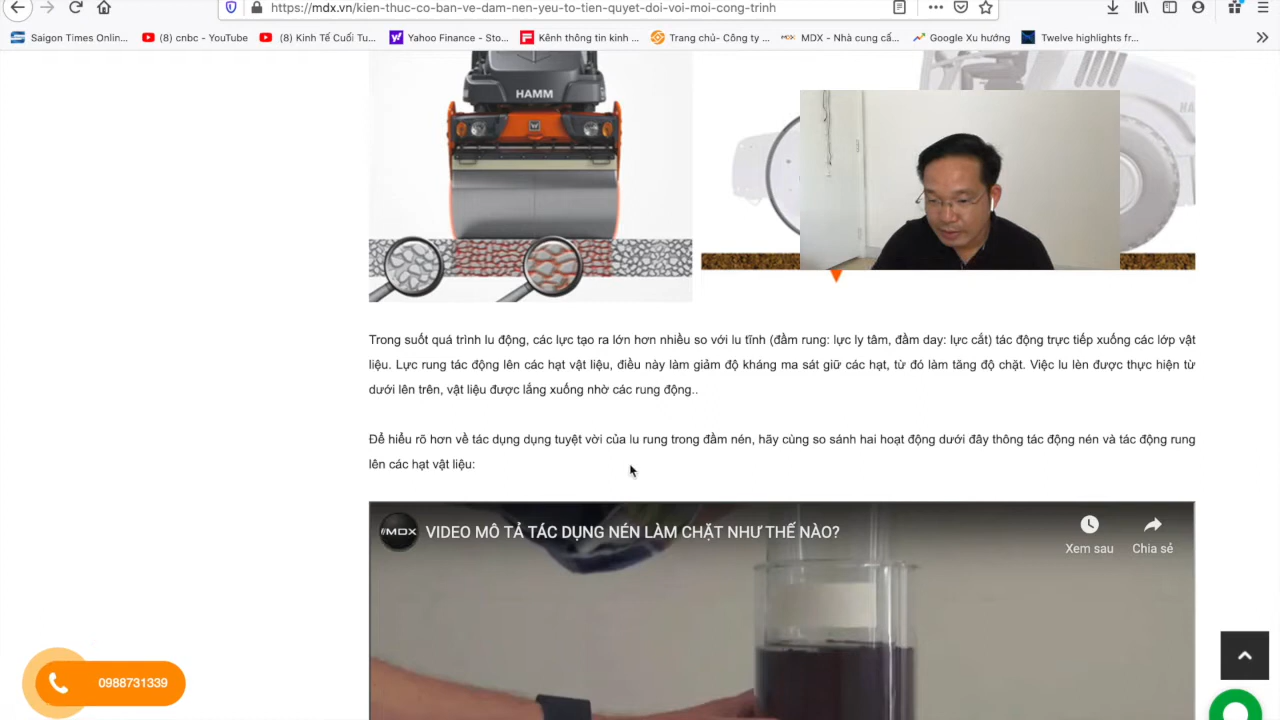 https://mdx.vn/kien-thuc-co-ban-ve-dam-nen-yeu-to-tien-quyet-doi-voi-moi-cong-trinh
Saigon Times Onlin...
(8) cnbc - YouTube
(8) Kinh Tế Cuối Tu...
Yahoo Finance - Sto...
Kênh thông tin kinh ...
Trang chủ- Công ty ...
MDX - Nhà cung cấ...
Google Xu hướng
Twelve highlights fr...
HAMM
Trong suốt quá trình lu động, các lực tạo ra lớn hơn nhiều so với lu tĩnh (đầm rung: lực ly tâm, đầm day: lực cắt) tác động trực tiếp xuống các lớp vật
liệu. Lực rung tác động lên các hạt vật liệu, điều này làm giảm độ kháng ma sát giữ các hạt, từ đó làm tăng độ chặt. Việc lu lèn được thực hiện từ
dưới lên trên, vật liệu được lắng xuống nhờ các rung động..
Để hiểu rõ hơn về tác dụng dụng tuyệt vời của lu rung trong đầm nén, hãy cùng so sánh hai hoạt động dưới đây thông tác động nén và tác động rung
lên các hạt vật liệu:
MDX
VIDEO MÔ TẢ TÁC DỤNG NÉN LÀM CHẶT NHƯ THẾ NÀO?
Xem sau
Chia sẻ
0988731339